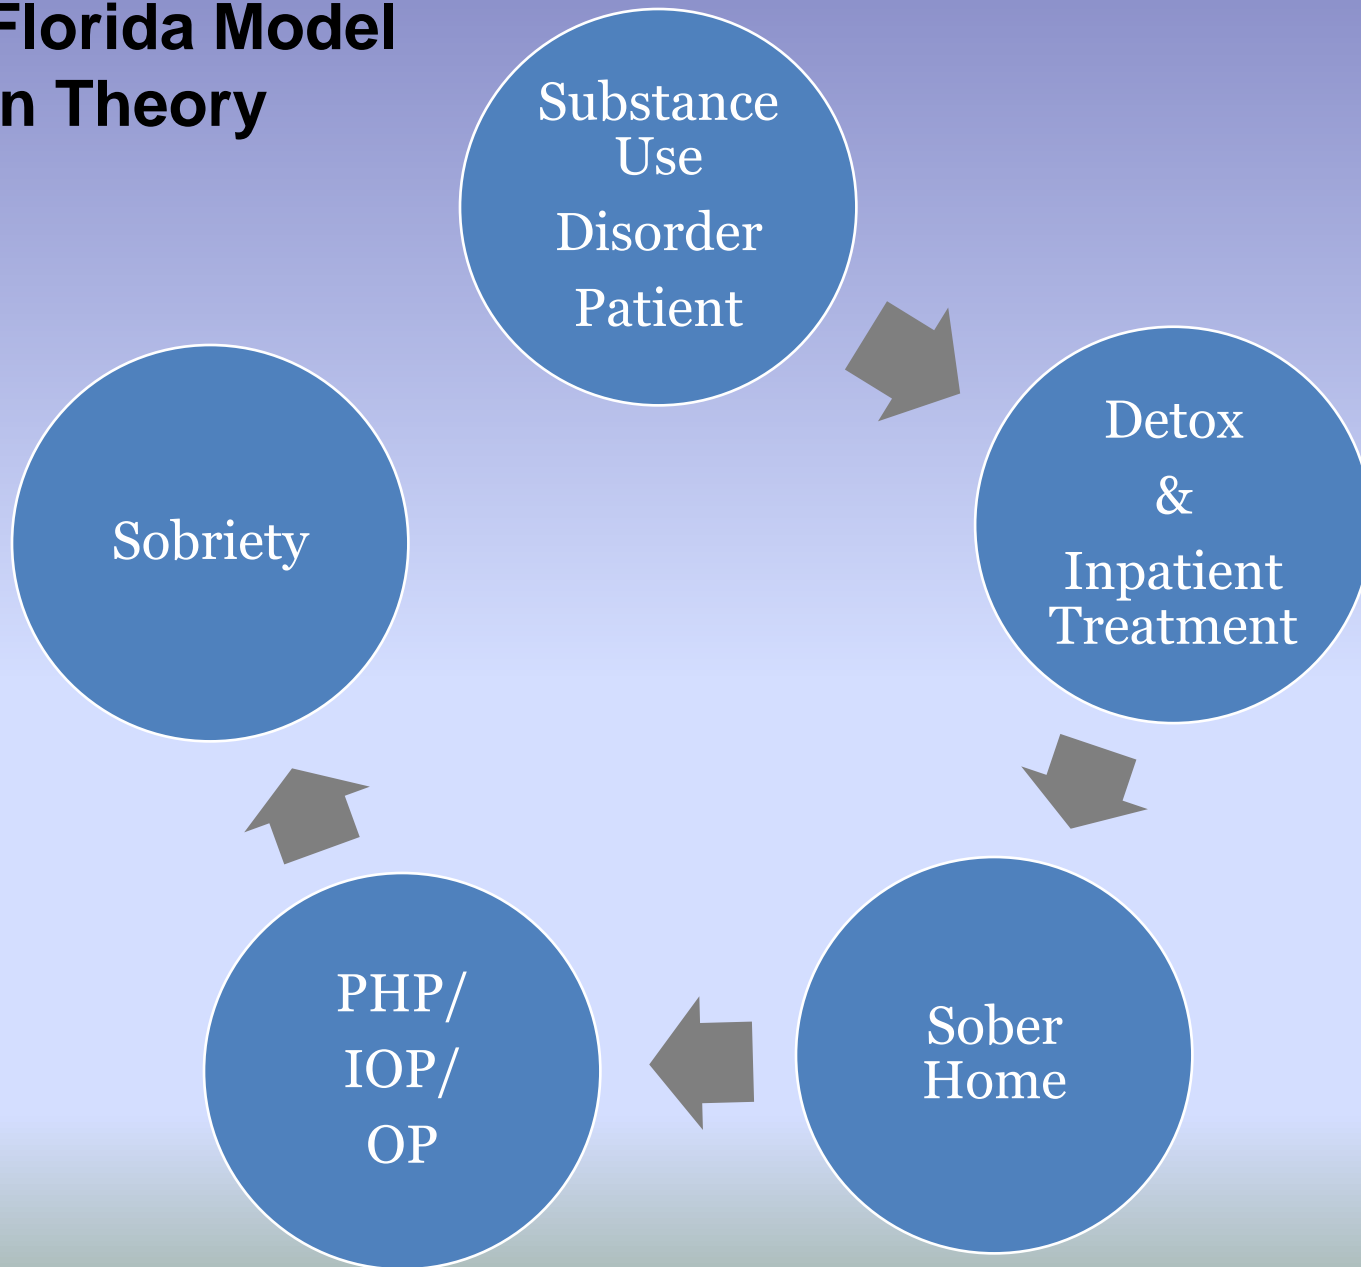 Florida Model
n Theory
Substance
Use
Disorder
Patient
Detox
&
Inpatient
Treatment
Sober
Home
PHP/
IOP/
OP
Sobriety